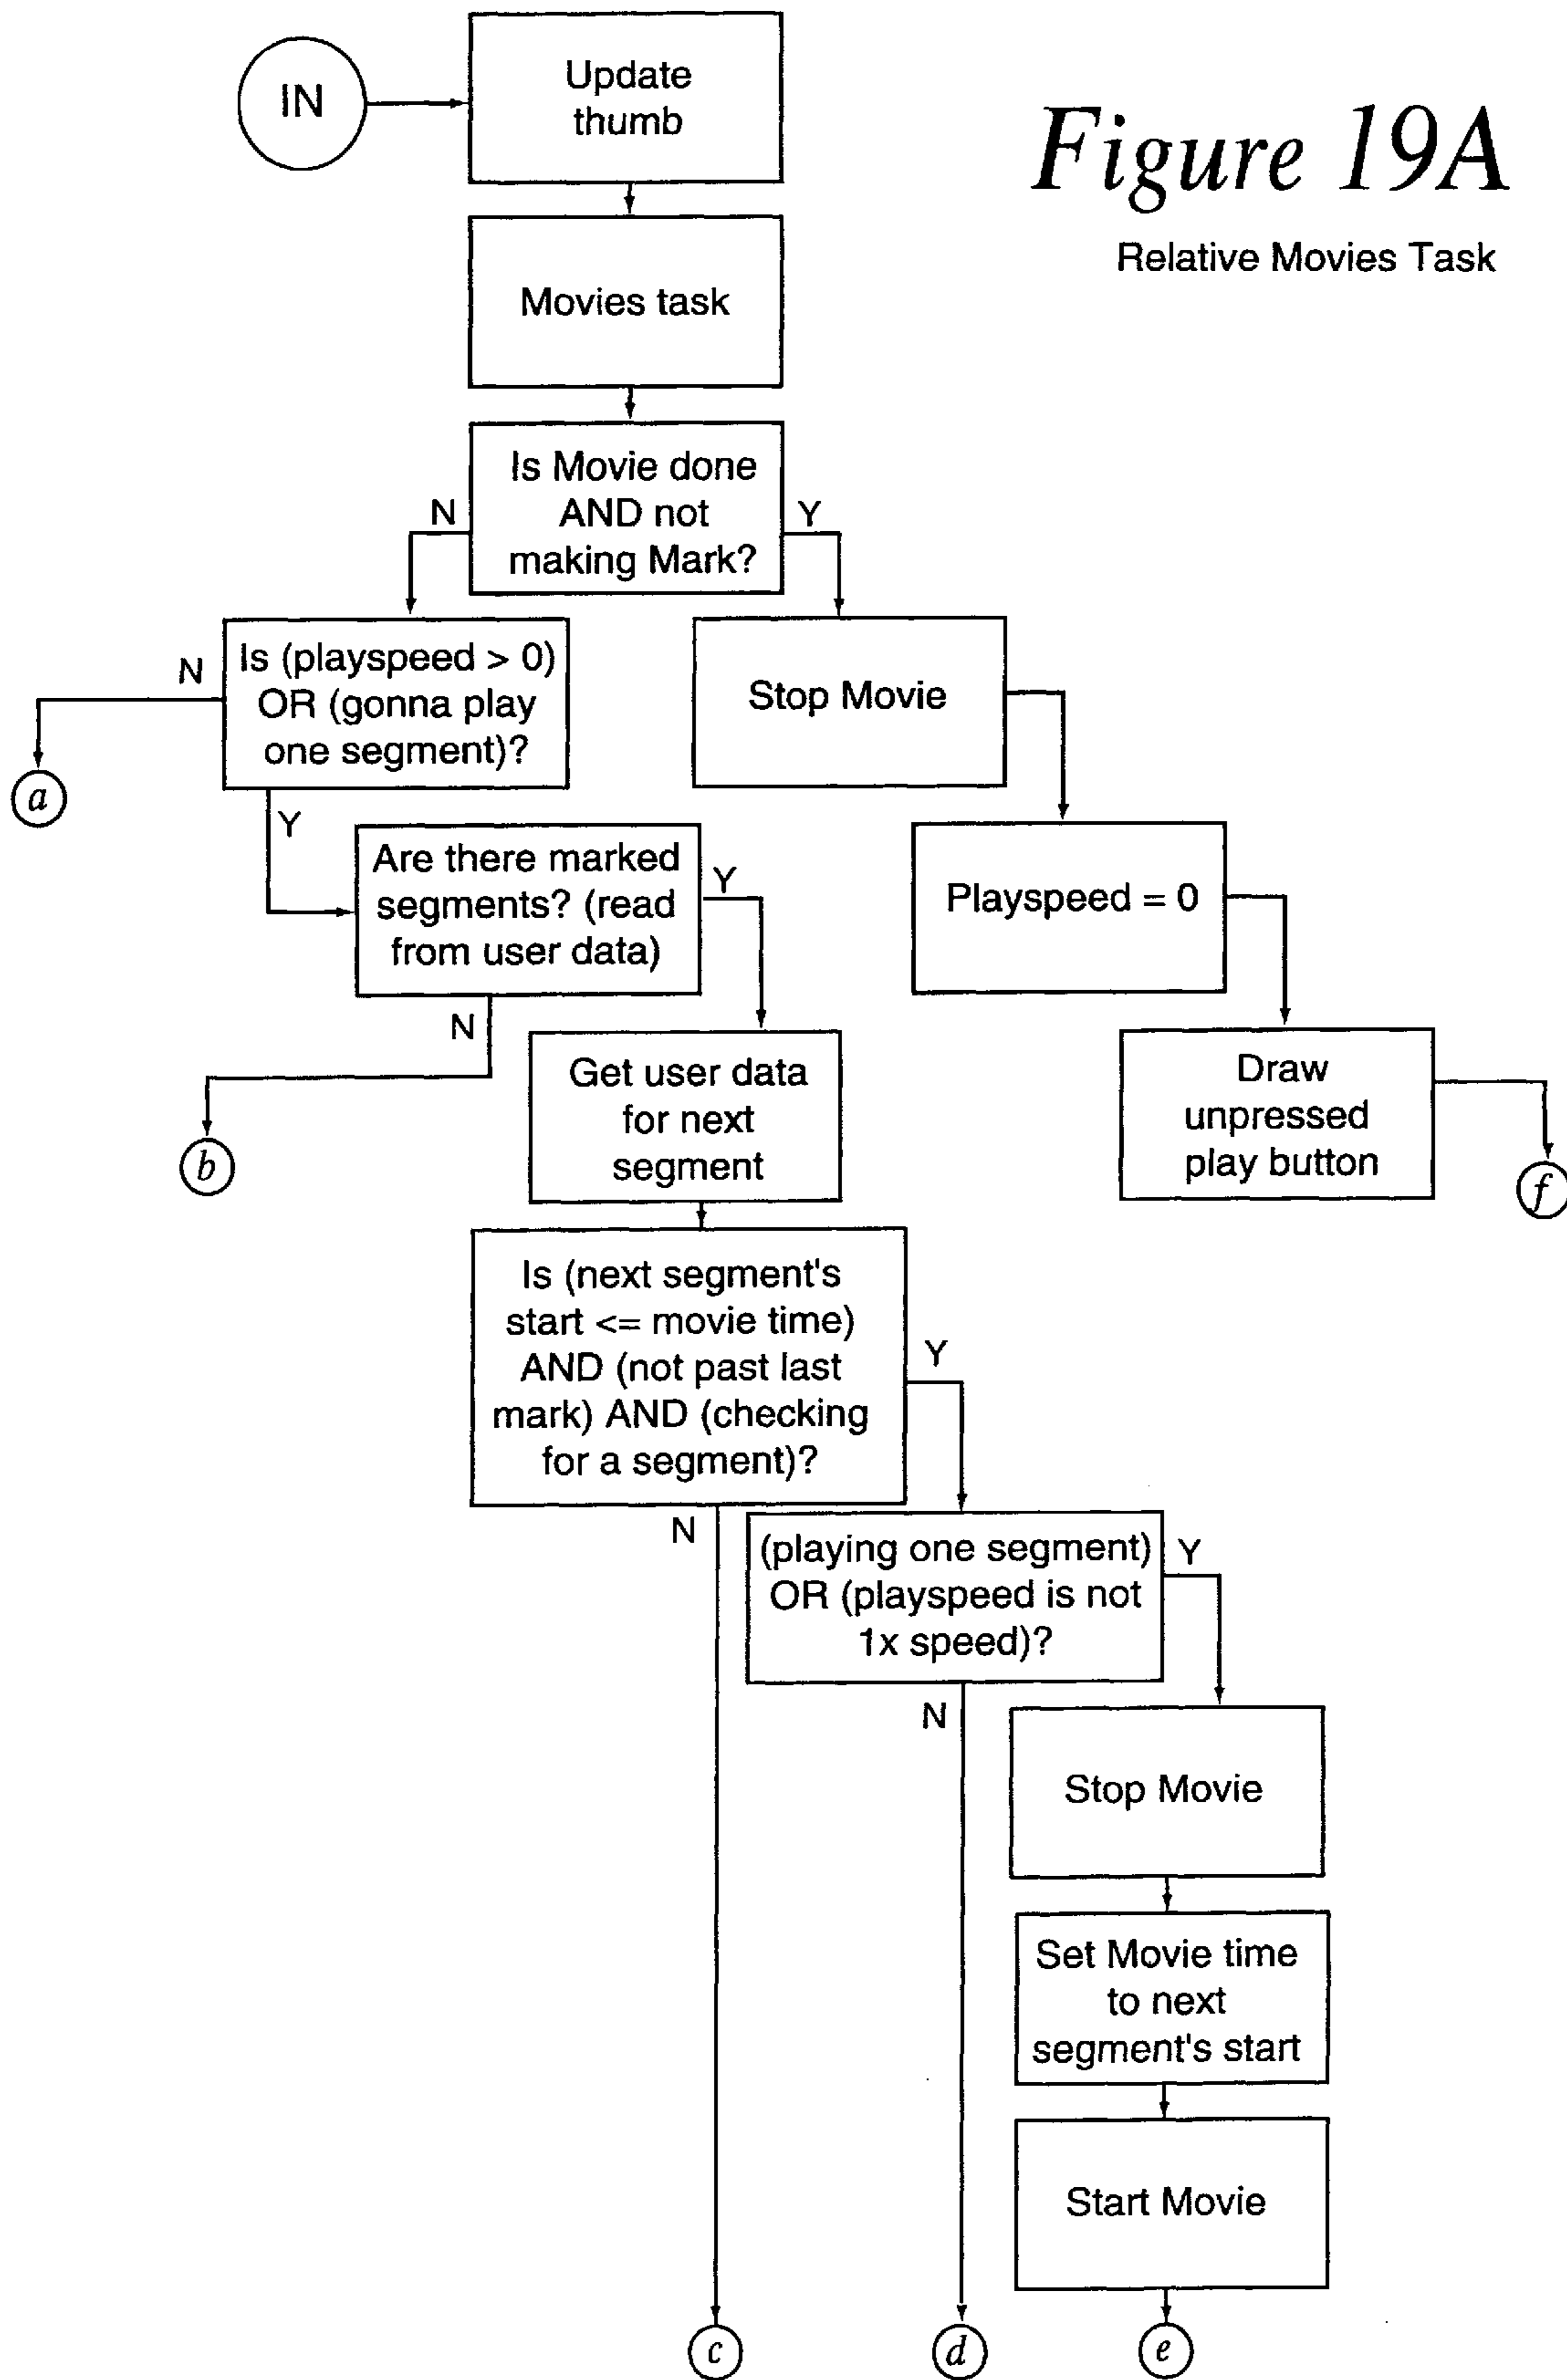 IN
Update
thumb
Figure 19A
Relative Movies Task
Movies task
Is Movie done
AND not
making Mark?
N
Y
Is (playspeed > 0)
OR (gonna play
one segment)?
N
Stop Movie
a
Y
Are there marked
segments? (read
from user data)
Y
Playspeed = 0
N
b
Get user data
for next
segment
Draw
unpressed
play button
f
Is (next segment's
start <= movie time)
AND (not past last
mark) AND (checking
for a segment)?
Y
N
(playing one segment)
OR (playspeed is not
1x speed)?
Y
N
Stop Movie
Set Movie time
to next
segment's start
Start Movie
c
d
e